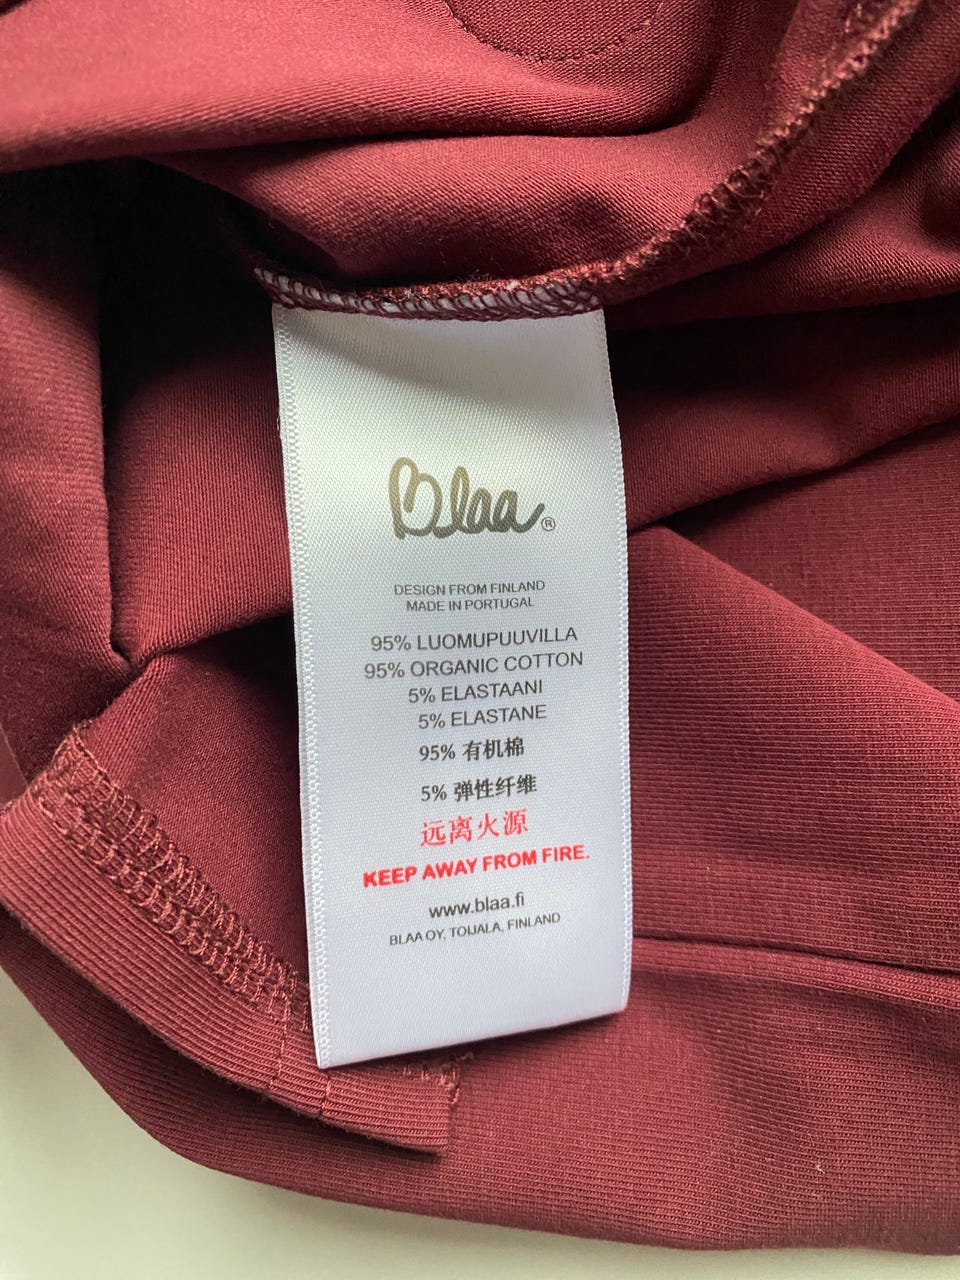 Blaa®
DESIGN FROM FINLAND
MADE IN PORTUGAL
95% LUOMUPUUVILLA
95% ORGANIC COTTON
5% ELASTAANI
5% ELASTANE
95% 有机棉
5% 弹性纤维
远离火源
KEEP AWAY FROM FIRE.
www.blaa.fi
BLAA OY, TOIJALA, FINLAND